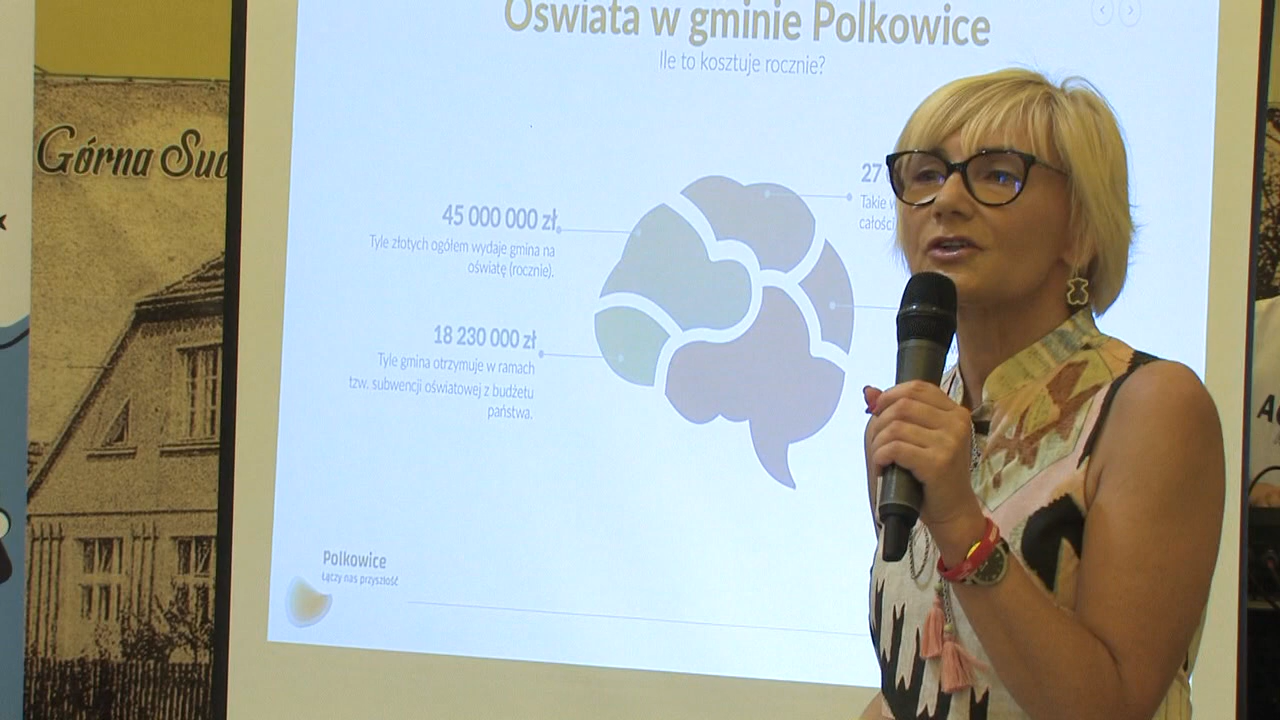 Oświata w gminie Polkowice
Ile to kosztuje rocznie?
Górna
45 000 000 zł
Tyle złotych ogółem wydaje gmina na
oświatę (rocznie).
27
Takie
całości
18 230 000 zł
Tyle gmina otrzymuje w ramach
tzw. subwencji oświatowej z budżetu
państwa.
Polkowice
Łączy nas przyszłość